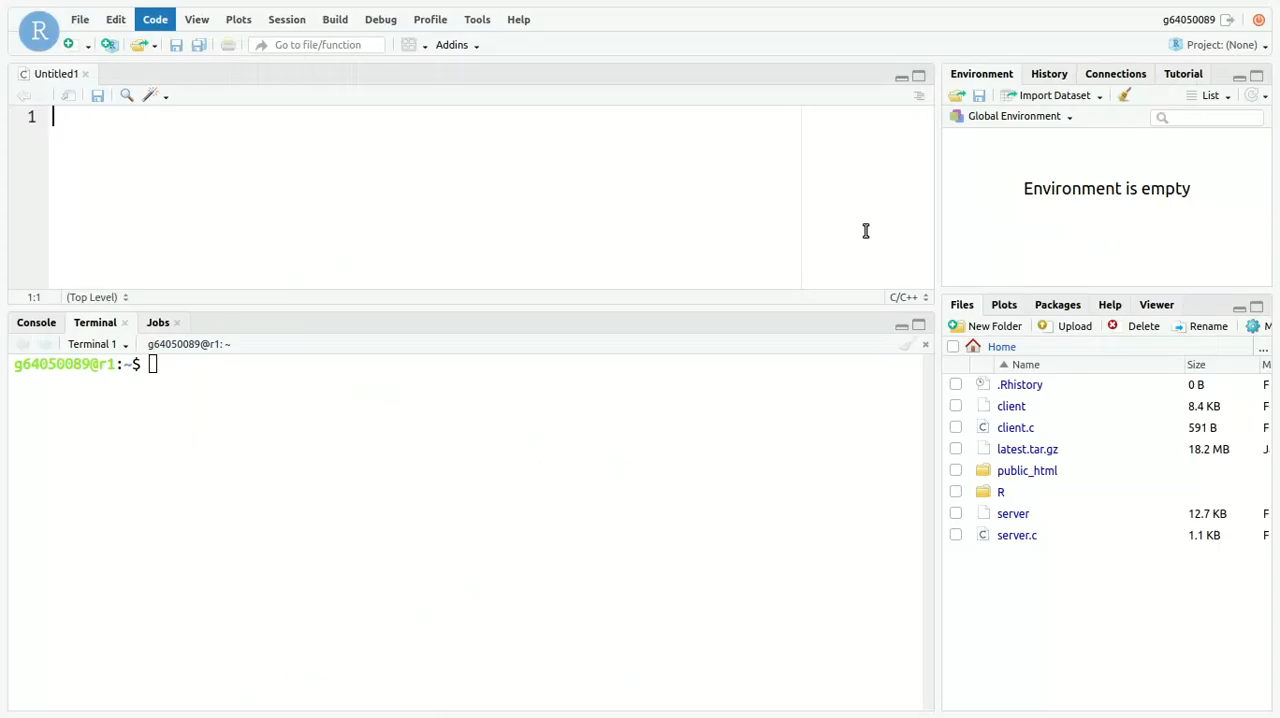 R
File Edit Code View Plots Session Build Debug Profile Tools Help
g64050089
Go to file/function
Addins
Project: (None)
Untitled1
1
1:1 (Top Level)
C/C++
Console Terminal Jobs
Terminal 1 g64050089@r1: ~
g64050089@r1:~$
Environment History Connections Tutorial
Import Dataset
List
Global Environment
Environment is empty
Files Plots Packages Help Viewer
New Folder Upload Delete Rename M
Home
...
Name Size M
.Rhistory 0 B F
client 8.4 KB F
C client.c 591 B F
latest.tar.gz 18.2 MB J
public_html
R
server 12.7 KB F
C server.c 1.1 KB F